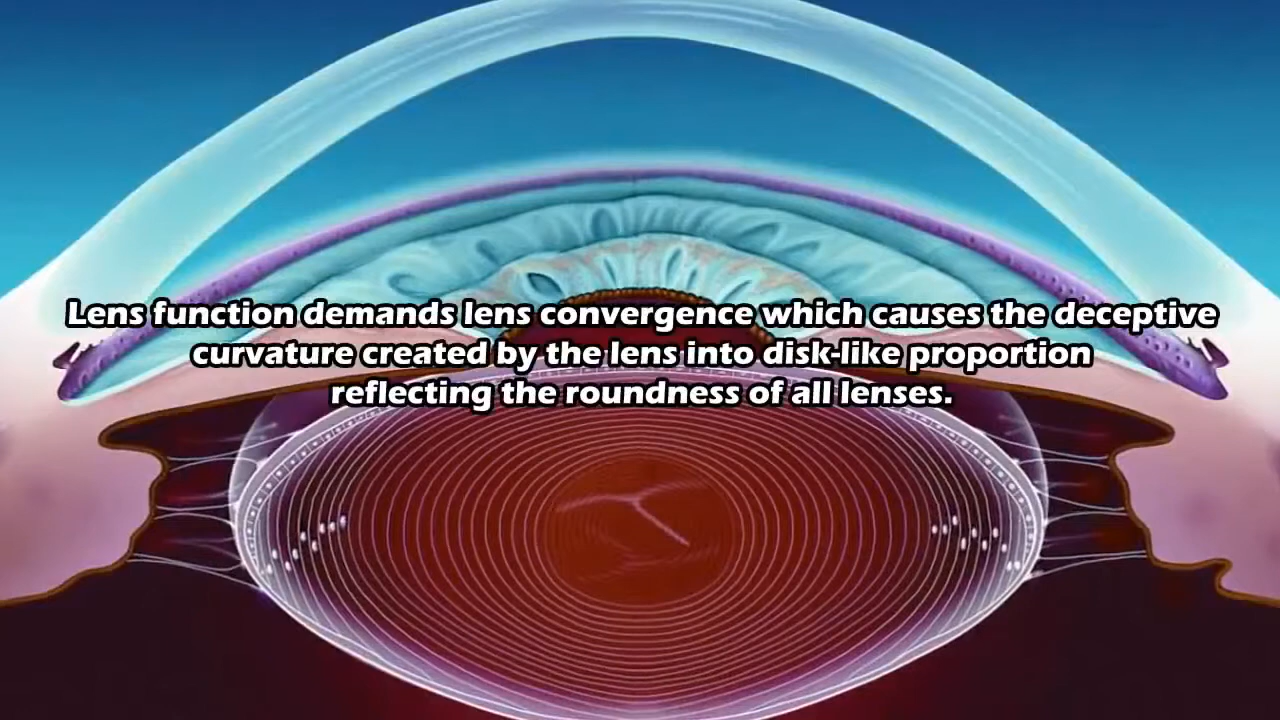 Lens function demands lens convergence which causes the deceptive
curvature created by the lens into disk-like proportion
reflecting the roundness of all lenses.